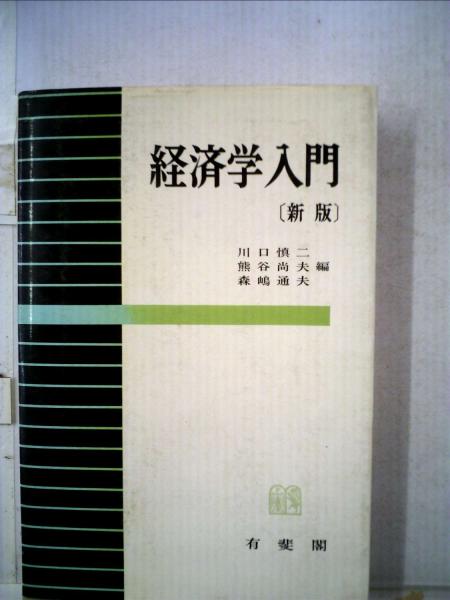 経済学入門
〔新版〕
川口慎二
熊谷尚夫編
森嶋通夫
有斐閣